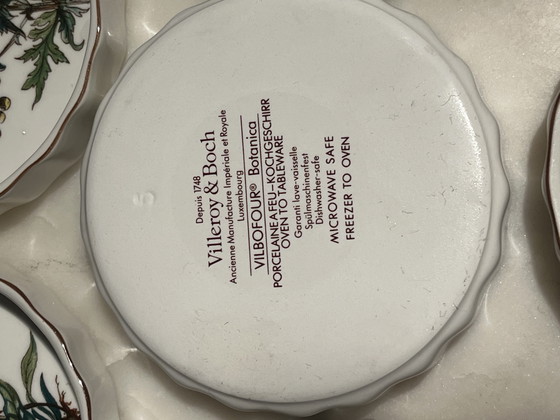 Depuis 1748
Villeroy & Boch
Ancienne Manufacture Impériale et Royale
Luxembourg
VILBOFOUR® Botanica
PORCELAINE A FEU–KOCHGESCHIRR
OVEN TO TABLEWARE
Garanti lave-vaisselle
Spülmaschinenfest
Dishwasher-safe
MICROWAVE SAFE
FREEZER TO OVEN